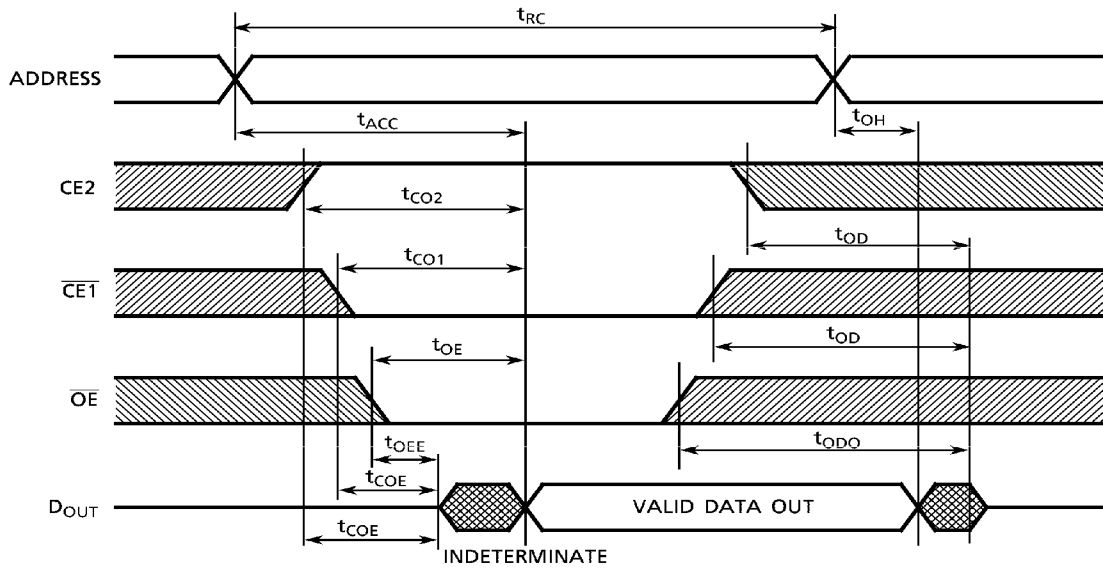 tRC
ADDRESS
tACC
tOH
CE2
tCO2
tOD
CE1
tCO1
tOD
OE
tOE
tODO
tOEE
tCOE
DOUT
VALID DATA OUT
tCOE
INDETERMINATE